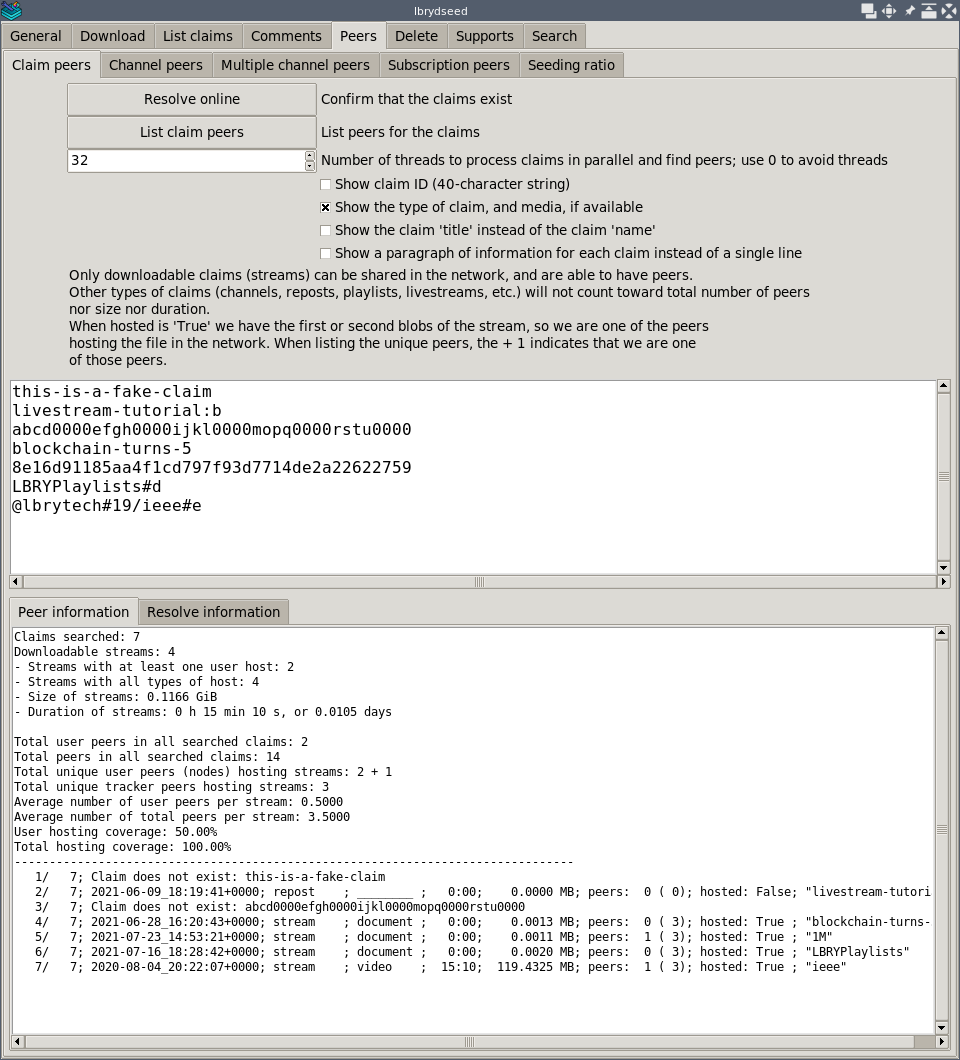 lbrydseed
General Download List claims Comments Peers Delete Supports Search
Claim peers Channel peers Multiple channel peers Subscription peers Seeding ratio
Resolve online Confirm that the claims exist
List claim peers List peers for the claims
32 Number of threads to process claims in parallel and find peers; use 0 to avoid threads
Show claim ID (40-character string)
Show the type of claim, and media, if available
Show the claim 'title' instead of the claim 'name'
Show a paragraph of information for each claim instead of a single line
Only downloadable claims (streams) can be shared in the network, and are able to have peers.
Other types of claims (channels, reposts, playlists, livestreams, etc.) will not count toward total number of peers
nor size nor duration.
When hosted is 'True' we have the first or second blobs of the stream, so we are one of the peers
hosting the file in the network. When listing the unique peers, the + 1 indicates that we are one
of those peers.
this-is-a-fake-claim
livestream-tutorial:b
abcd0000efgh0000ijkl0000mopq0000rstu0000
blockchain-turns-5
8e16d91185aa4f1cd797f93d7714de2a22622759
LBRYPlaylists#d
@lbrytech#19/ieee#e
Peer information Resolve information
Claims searched: 7
Downloadable streams: 4
- Streams with at least one user host: 2
- Streams with all types of host: 4
- Size of streams: 0.1166 GiB
- Duration of streams: 0 h 15 min 10 s, or 0.0105 days
Total user peers in all searched claims: 2
Total peers in all searched claims: 14
Total unique user peers (nodes) hosting streams: 2 + 1
Total unique tracker peers hosting streams: 3
Average number of user peers per stream: 0.5000
Average number of total peers per stream: 3.5000
User hosting coverage: 50.00%
Total hosting coverage: 100.00%
--------------------------------------------------------------------------------
1/ 7; Claim does not exist: this-is-a-fake-claim
2/ 7; 2021-06-09_18:19:41+0000; repost ; ________ ; 0:00; 0.0000 MB; peers: 0 ( 0); hosted: False; "livestream-tutori
3/ 7; Claim does not exist: abcd0000efgh0000ijkl0000mopq0000rstu0000
4/ 7; 2021-06-28_16:20:43+0000; stream ; document ; 0:00; 0.0013 MB; peers: 0 ( 3); hosted: True ; "blockchain-turns-
5/ 7; 2021-07-23_14:53:21+0000; stream ; document ; 0:00; 0.0011 MB; peers: 1 ( 3); hosted: True ; "1M"
6/ 7; 2021-07-16_18:28:42+0000; stream ; document ; 0:00; 0.0020 MB; peers: 0 ( 3); hosted: True ; "LBRYPlaylists"
7/ 7; 2020-08-04_20:22:07+0000; stream ; video ; 15:10; 119.4325 MB; peers: 1 ( 3); hosted: True ; "ieee"